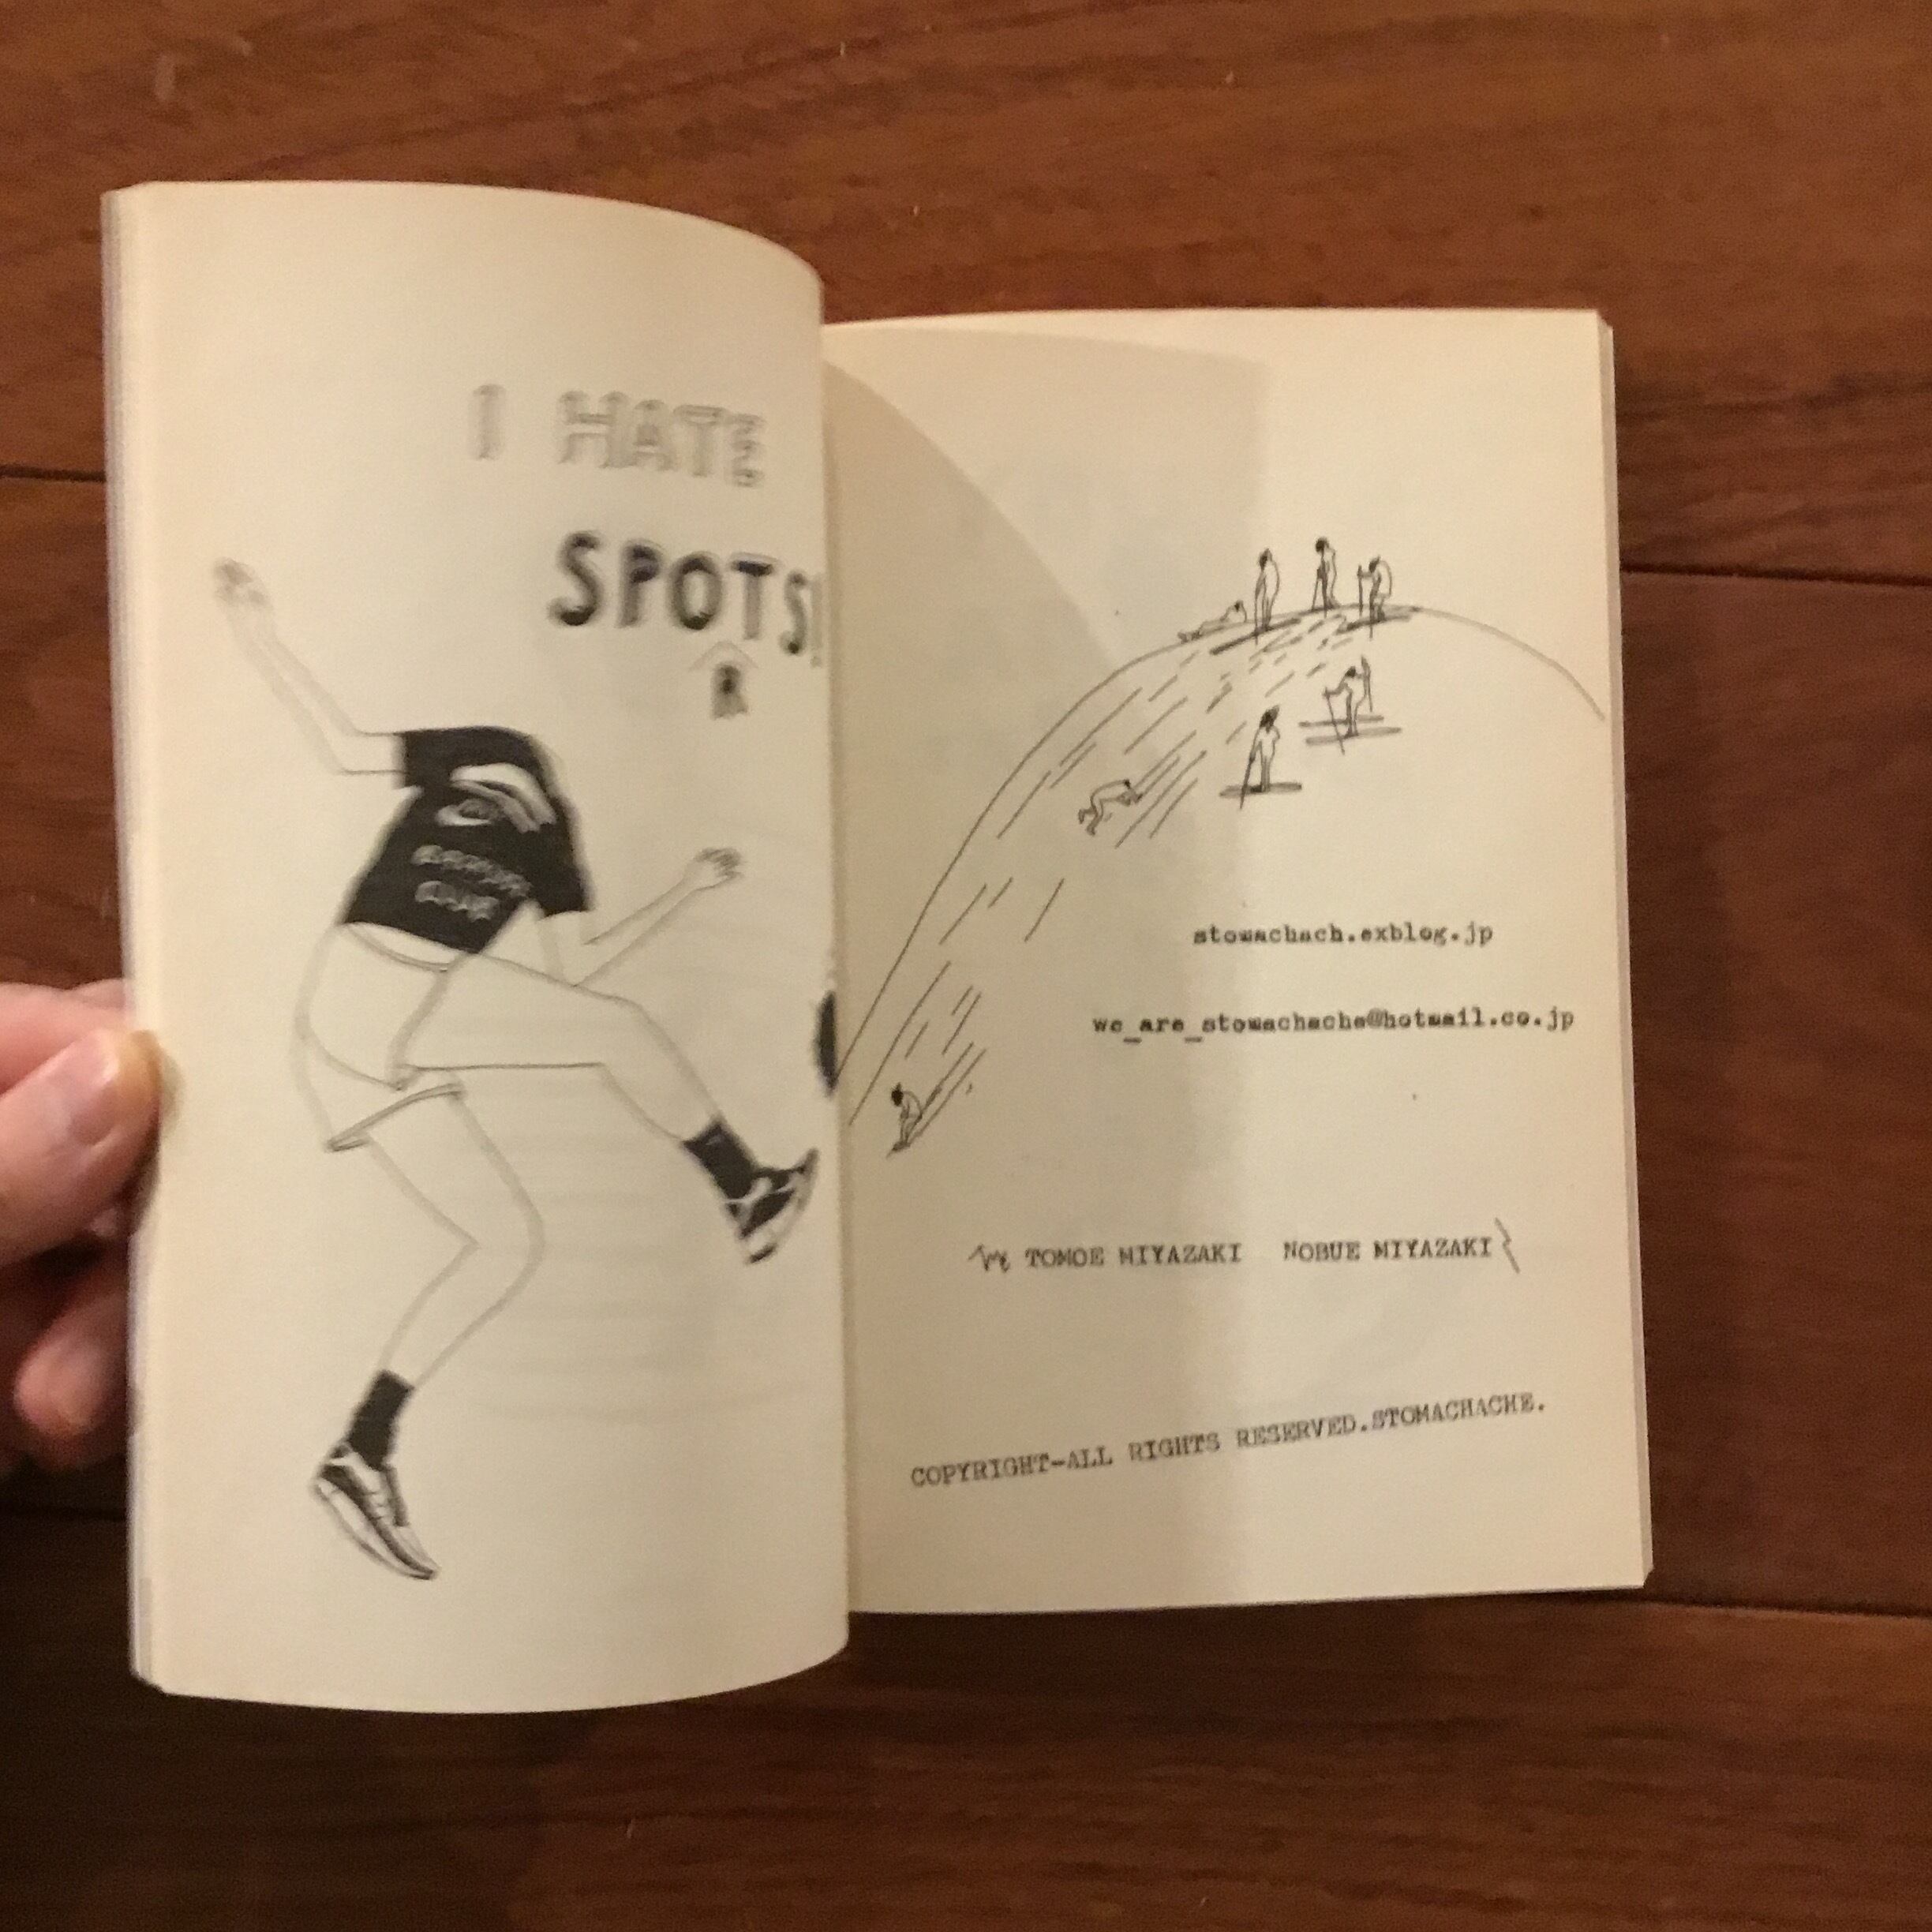 I HATE
SPOTS!
R
stomachach.exblog.jp
we_are_stomachache@hotmail.co.jp
TOMOE MIYAZAKI NOBUE MIYAZAKI
COPYRIGHT-ALL RIGHTS RESERVED.STOMACHACHE.